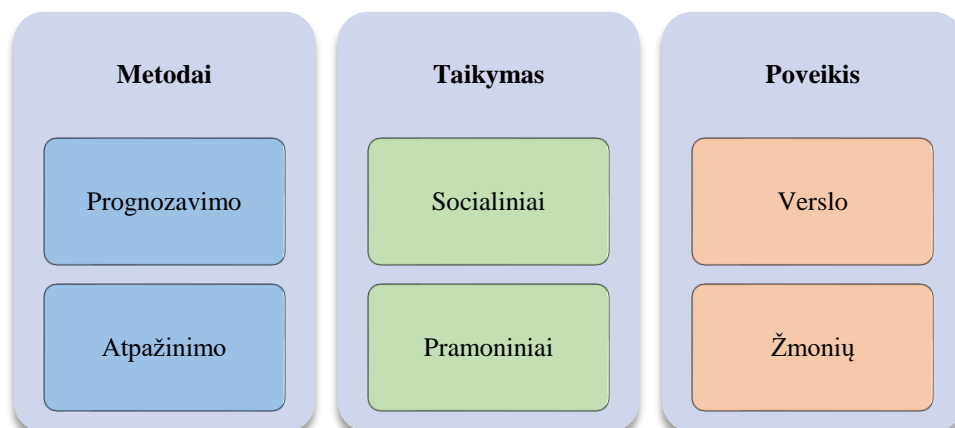 Metodai
Prognozavimo
Atpažinimo
Taikymas
Socialiniai
Pramoniniai
Poveikis
Verslo
Žmonių